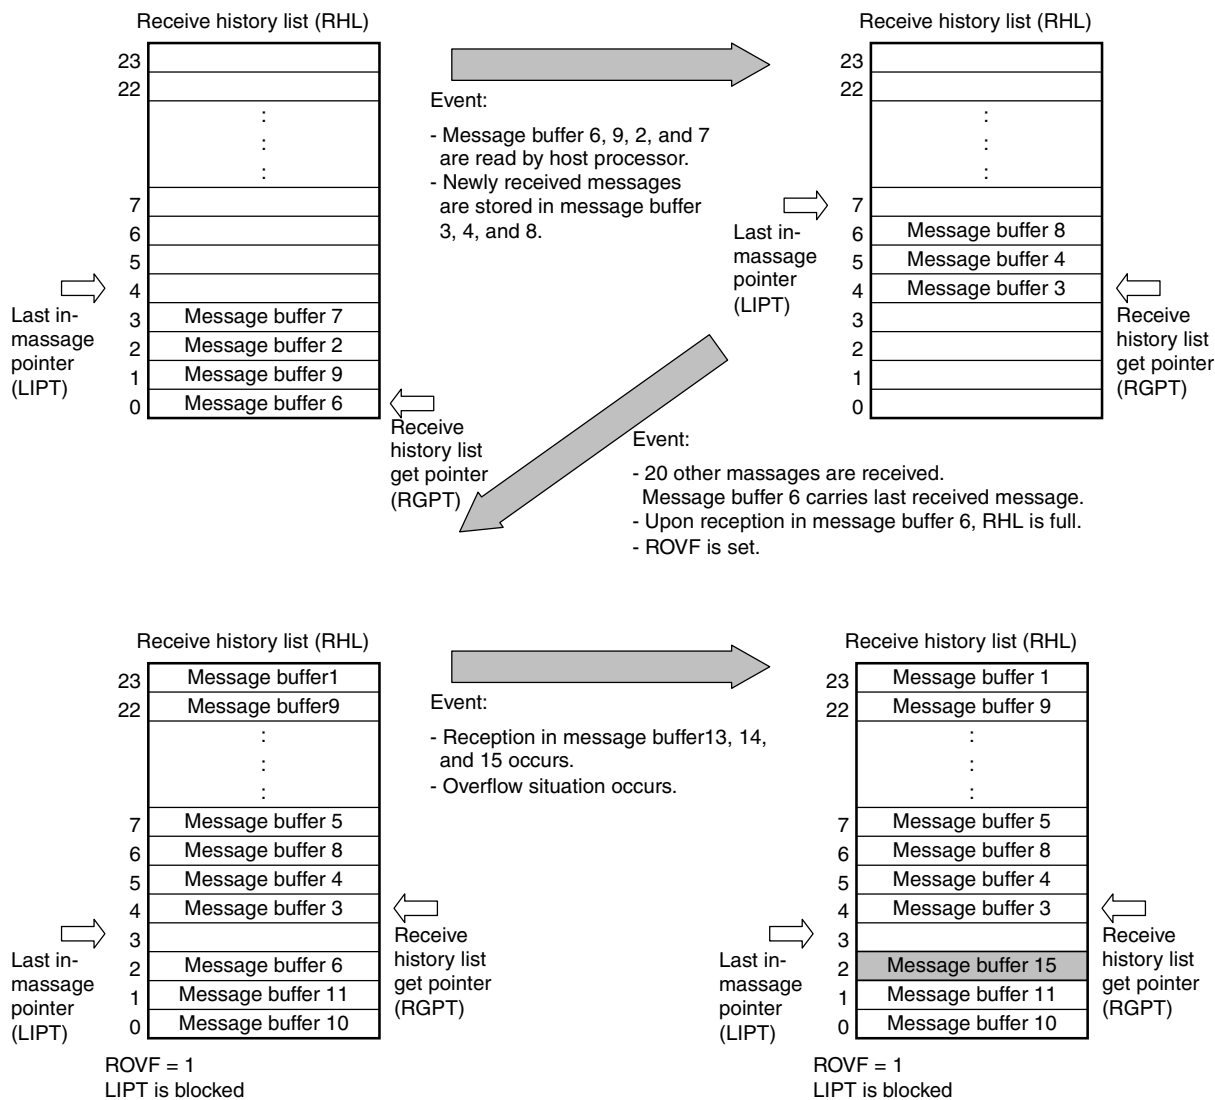 Receive history list (RHL)
23
22
:
:
:
7
6
5
4
3
2
1
0
Message buffer 7
Message buffer 2
Message buffer 9
Message buffer 6
Last in-
massage
pointer
(LIPT)
Receive
history list
get pointer
(RGPT)
Event:
- Message buffer 6, 9, 2, and 7
are read by host processor.
- Newly received messages
are stored in message buffer
3, 4, and 8.
Receive history list (RHL)
23
22
:
:
:
7
6
5
4
3
2
1
0
Message buffer 8
Message buffer 4
Message buffer 3
Last in-
massage
pointer
(LIPT)
Receive
history list
get pointer
(RGPT)
Event:
- 20 other massages are received.
Message buffer 6 carries last received message.
- Upon reception in message buffer 6, RHL is full.
- ROVF is set.
Receive history list (RHL)
23 Message buffer1
22 Message buffer9
:
:
:
7 Message buffer 5
6 Message buffer 8
5 Message buffer 4
4 Message buffer 3
3
2 Message buffer 6
1 Message buffer 11
0 Message buffer 10
Last in-
massage
pointer
(LIPT)
Receive
history list
get pointer
(RGPT)
ROVF = 1
LIPT is blocked
Event:
- Reception in message buffer13, 14,
and 15 occurs.
- Overflow situation occurs.
Receive history list (RHL)
23 Message buffer 1
22 Message buffer 9
:
:
:
7 Message buffer 5
6 Message buffer 8
5 Message buffer 4
4 Message buffer 3
3
2 Message buffer 15
1 Message buffer 11
0 Message buffer 10
Last in-
massage
pointer
(LIPT)
Receive
history list
get pointer
(RGPT)
ROVF = 1
LIPT is blocked